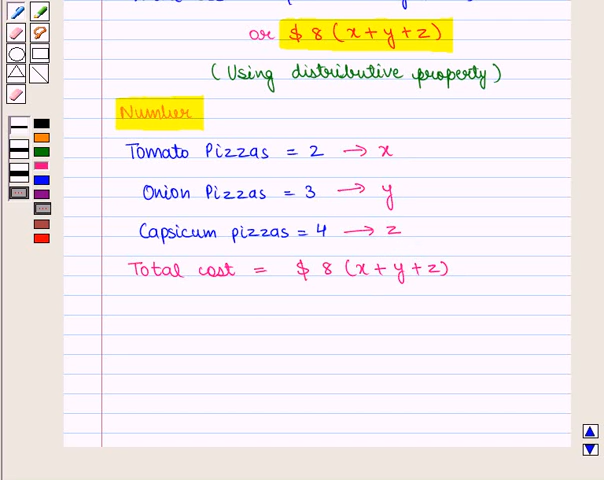 or $ 8 (x+y+z)
(Using distributive property)
Number
Tomato Pizzas = 2 → x
Onion Pizzas = 3 → y
Capsicum pizzas = 4 → z
Total cost = $ 8 (x+y+z)